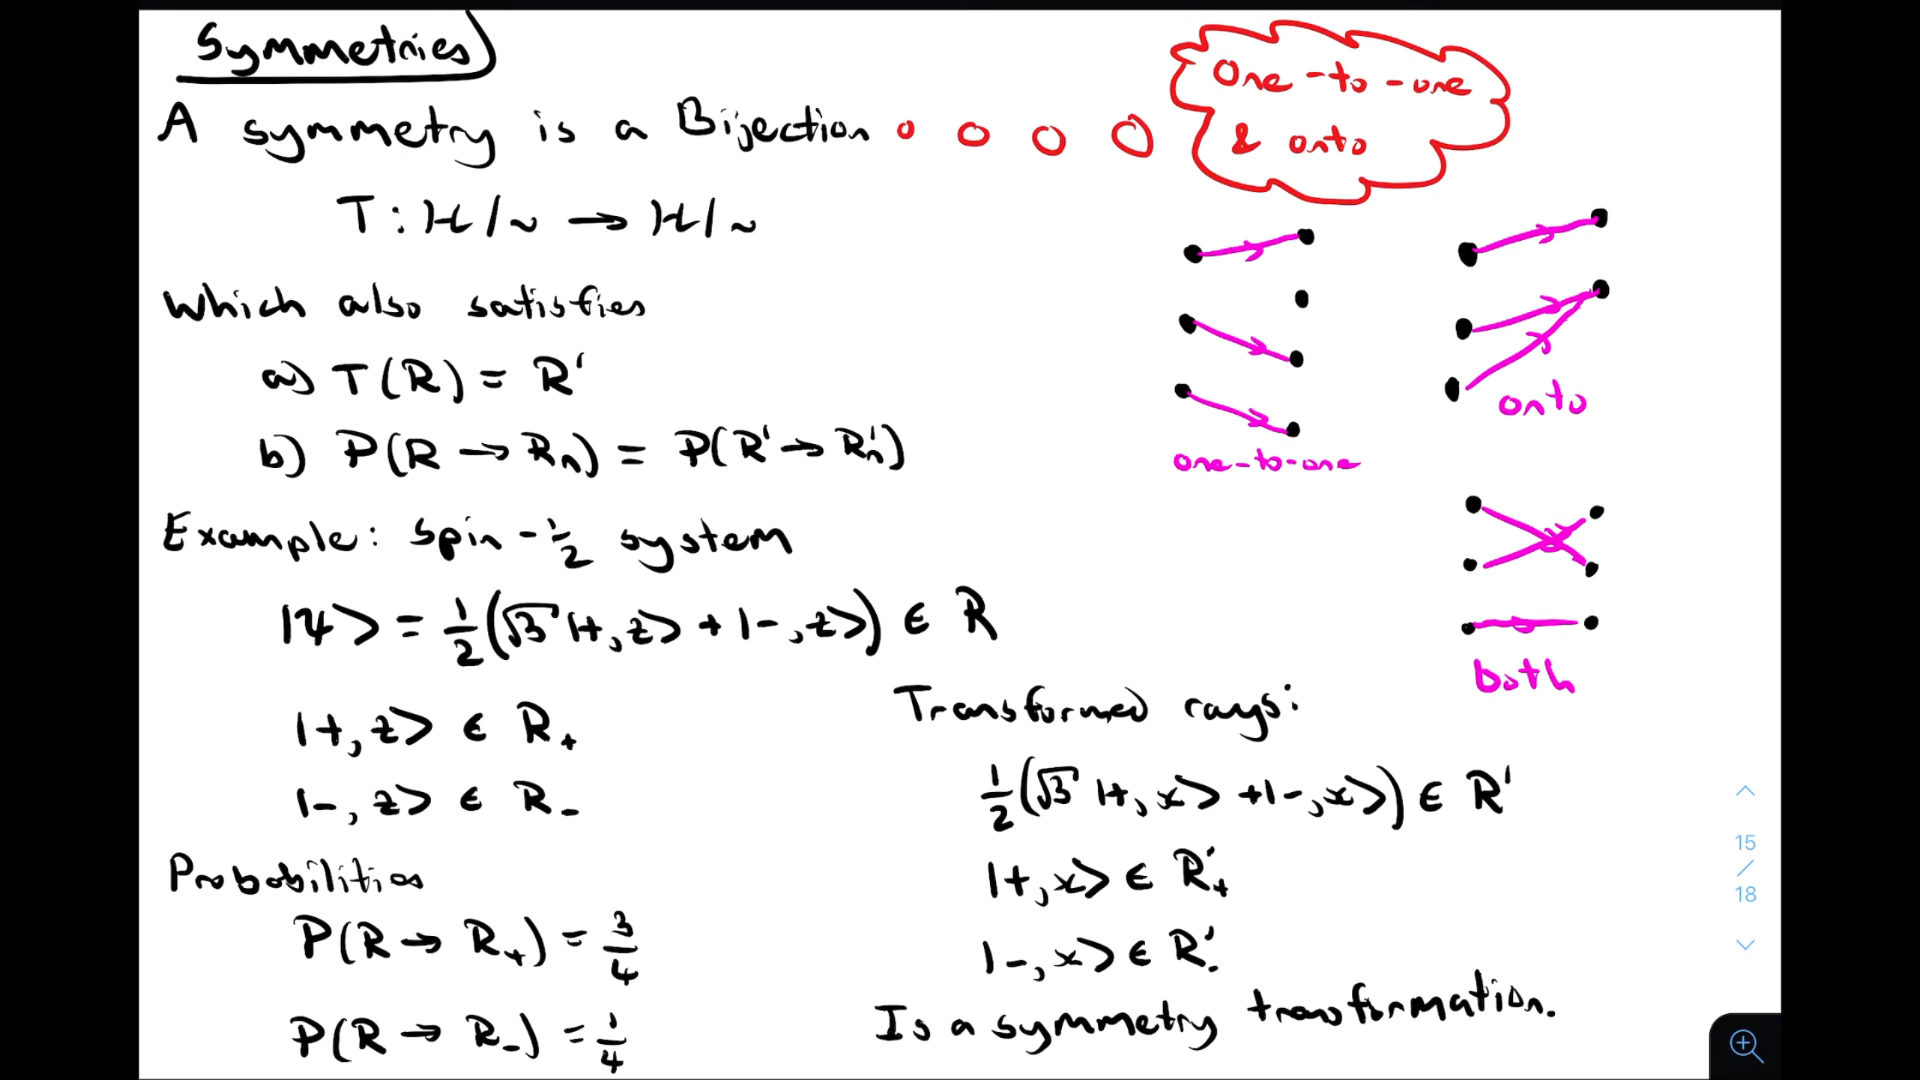 Symmetries
A symmetry is a Bijection
One-to-one
& onto
T : H/~ → H/~
Which also satisfies
a) T(R) = R'
b) P(R → Rn) = P(R' → Rn')
one-to-one
onto
both
Example: Spin-1/2 system
|ψ> = 1/2(√3 |+,z> + |-,z>) ∈ R
|+,z> ∈ R+
|-,z> ∈ R-
Probabilities
P(R → R+) = 3/4
P(R → R-) = 1/4
Transformed rays:
1/2(√3 |+,x> + |-,x>) ∈ R'
|+,x> ∈ R'+
|-,x> ∈ R'-
Is a symmetry transformation.
15
/
18